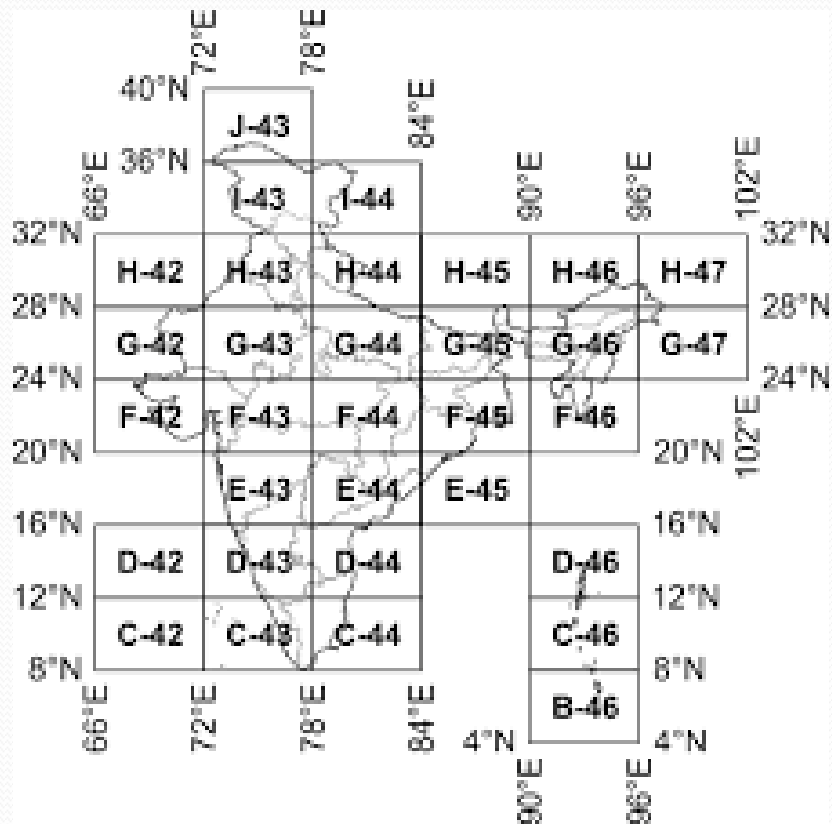 72°E 78°E
40°N
J-43 84°E
36°N
66°E I-43 I-44 90°E 96°E 102°E
32°N 32°N
H-42 H-43 H-44 H-45 H-46 H-47
28°N 28°N
G-42 G-43 G-44 G-45 G-46 G-47
24°N 24°N
F-42 F-43 F-44 F-45 F-46
20°N 20°N 102°E
E-43 E-44 E-45
16°N 16°N
D-42 D-43 D-44 D-46
12°N 12°N
C-42 C-43 C-44 C-46
8°N 8°N
66°E 72°E 78°E 84°E B-46
4°N 4°N
90°E 96°E